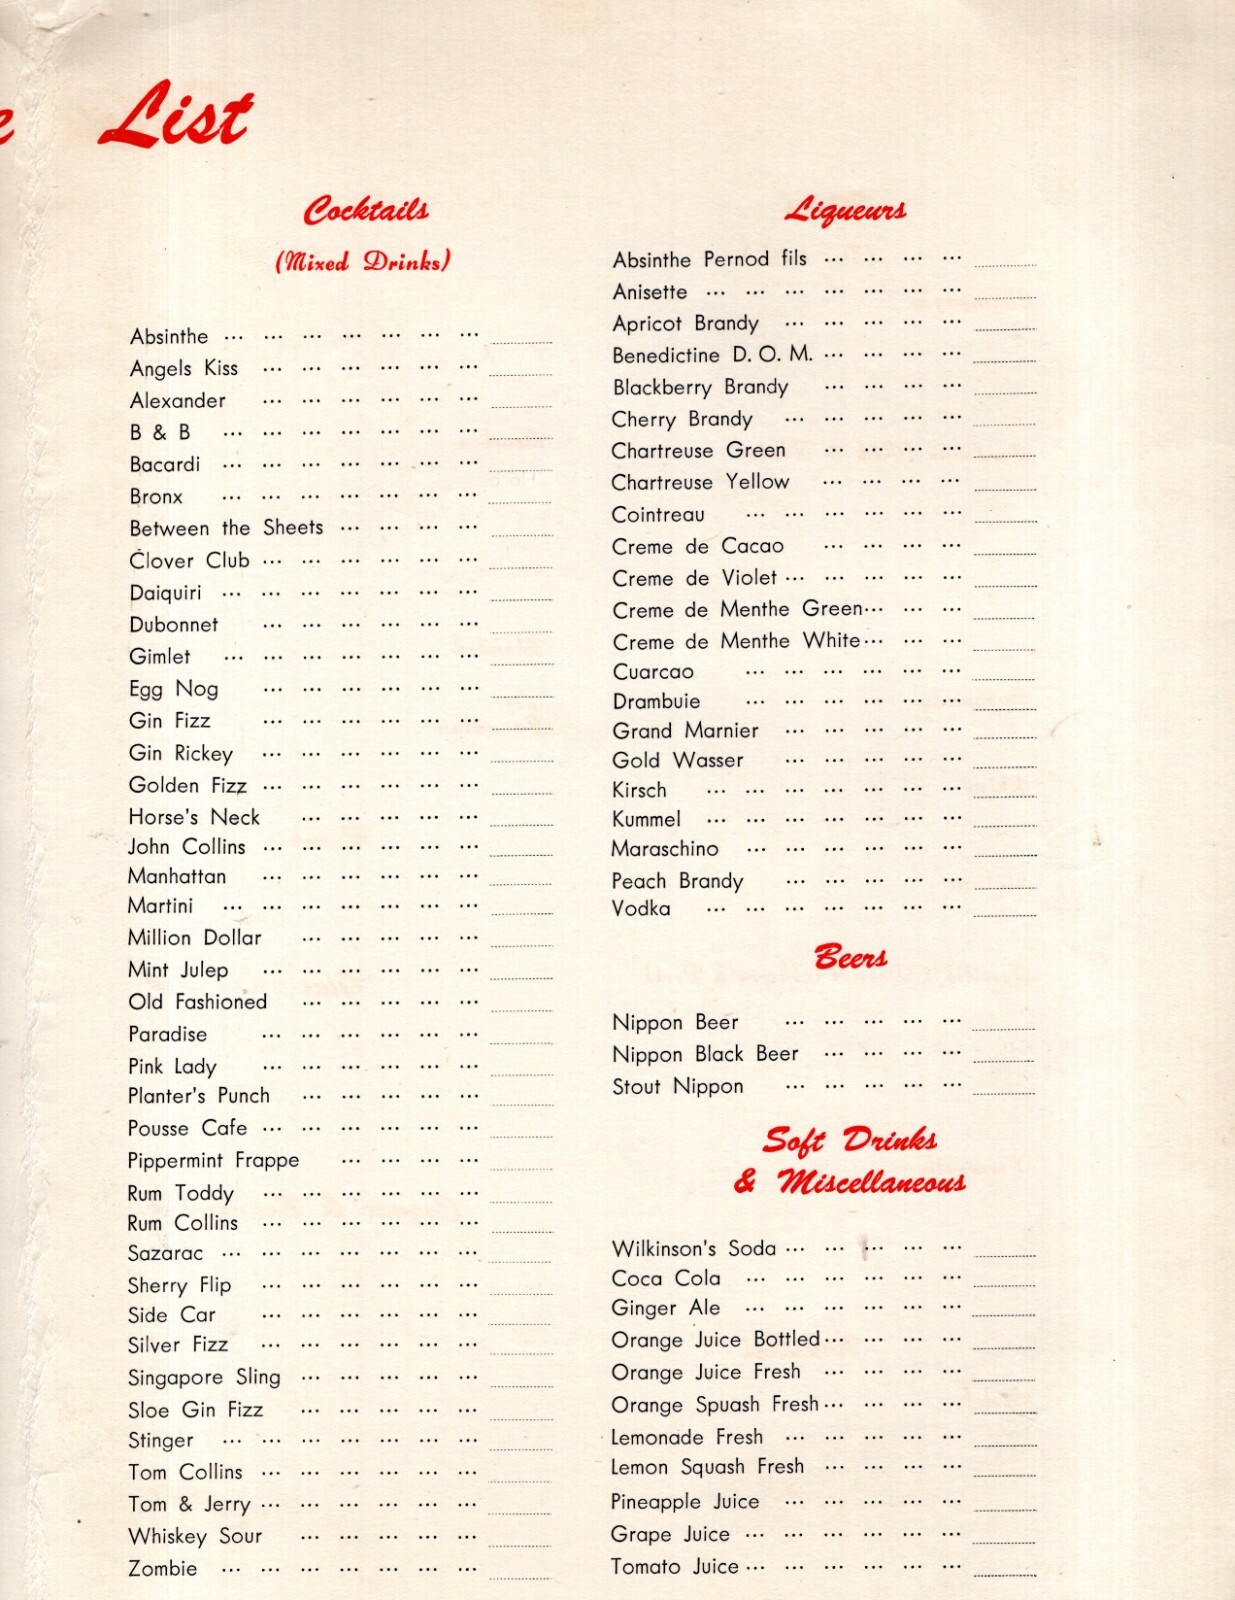 e List
Cocktails
(Mixed Drinks)
Absinthe ... ... ... ... ... ... ...
Angels Kiss ... ... ... ... ... ...
Alexander ... ... ... ... ... ...
B & B ... ... ... ... ... ... ...
Bacardi ... ... ... ... ... ... ...
Bronx ... ... ... ... ... ... ...
Between the Sheets ... ... ... ...
Clover Club ... ... ... ... ... ...
Daiquiri ... ... ... ... ... ... ...
Dubonnet ... ... ... ... ... ...
Gimlet ... ... ... ... ... ... ...
Egg Nog ... ... ... ... ... ...
Gin Fizz ... ... ... ... ... ...
Gin Rickey ... ... ... ... ... ...
Golden Fizz ... ... ... ... ... ...
Horse's Neck ... ... ... ... ...
John Collins ... ... ... ... ... ...
Manhattan ... ... ... ... ... ...
Martini ... ... ... ... ... ... ...
Million Dollar ... ... ... ... ...
Mint Julep ... ... ... ... ... ...
Old Fashioned ... ... ... ... ...
Paradise ... ... ... ... ... ...
Pink Lady ... ... ... ... ... ...
Planter's Punch ... ... ... ... ...
Pousse Cafe ... ... ... ... ... ...
Pippermint Frappe ... ... ... ...
Rum Toddy ... ... ... ... ... ...
Rum Collins ... ... ... ... ... ...
Sazarac ... ... ... ... ... ... ...
Sherry Flip ... ... ... ... ... ...
Side Car ... ... ... ... ... ...
Silver Fizz ... ... ... ... ... ...
Singapore Sling ... ... ... ... ...
Sloe Gin Fizz ... ... ... ... ...
Stinger ... ... ... ... ... ... ...
Tom Collins ... ... ... ... ... ...
Tom & Jerry ... ... ... ... ... ...
Whiskey Sour ... ... ... ... ...
Zombie ... ... ... ... ... ... ...
Liqueurs
Absinthe Pernod fils ... ... ... ...
Anisette ... ... ... ... ... ... ...
Apricot Brandy ... ... ... ... ...
Benedictine D. O. M. ... ... ... ...
Blackberry Brandy ... ... ... ...
Cherry Brandy ... ... ... ... ...
Chartreuse Green ... ... ... ...
Chartreuse Yellow ... ... ... ...
Cointreau ... ... ... ... ... ...
Creme de Cacao ... ... ... ...
Creme de Violet ... ... ... ... ...
Creme de Menthe Green ... ... ...
Creme de Menthe White ... ... ...
Cuarcao ... ... ... ... ... ...
Drambuie ... ... ... ... ... ...
Grand Marnier ... ... ... ... ...
Gold Wasser ... ... ... ... ...
Kirsch ... ... ... ... ... ... ...
Kummel ... ... ... ... ... ... ...
Maraschino ... ... ... ... ... ...
Peach Brandy ... ... ... ... ...
Vodka ... ... ... ... ... ... ...
Beers
Nippon Beer ... ... ... ... ...
Nippon Black Beer ... ... ... ...
Stout Nippon ... ... ... ... ...
Soft Drinks
& Miscellaneous
Wilkinson's Soda ... ... ... ... ...
Coca Cola ... ... ... ... ... ...
Ginger Ale ... ... ... ... ... ...
Orange Juice Bottled ... ... ... ...
Orange Juice Fresh ... ... ... ...
Orange Spuash Fresh ... ... ... ...
Lemonade Fresh ... ... ... ... ...
Lemon Squash Fresh ... ... ... ...
Pineapple Juice ... ... ... ... ...
Grape Juice ... ... ... ... ... ...
Tomato Juice ... ... ... ... ... ...